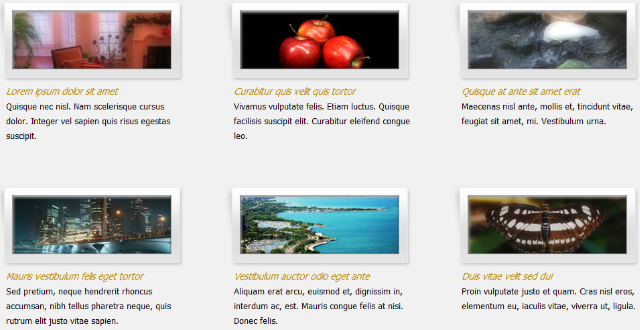 Lorem ipsum dolor sit amet
Quisque nec nisl. Nam scelerisque cursus
dolor. Integer vel sapien quis risus egestas
suscipit.
Curabitur quis velit quis tortor
Vivamus vulputate felis. Etiam luctus. Quisque
facilisis suscipit elit. Curabitur eleifend congue
leo.
Quisque at ante sit amet erat
Maecenas nisl ante, mollis et, tincidunt vitae,
feugiat sit amet, mi. Vestibulum urna.
Mauris vestibulum felis eget tortor
Sed pretium, neque hendrerit rhoncus
accumsan, nibh tellus pharetra neque, quis
rutrum elit justo vitae sapien.
Vestibulum auctor odio eget ante
Aliquam erat arcu, euismod et, dignissim in,
interdum ac, est. Mauris congue felis at nisi.
Donec felis.
Duis vitae velit sed dui
Proin vulputate justo et quam. Cras nisl eros,
elementum eu, iaculis vitae, viverra ut, ligula.